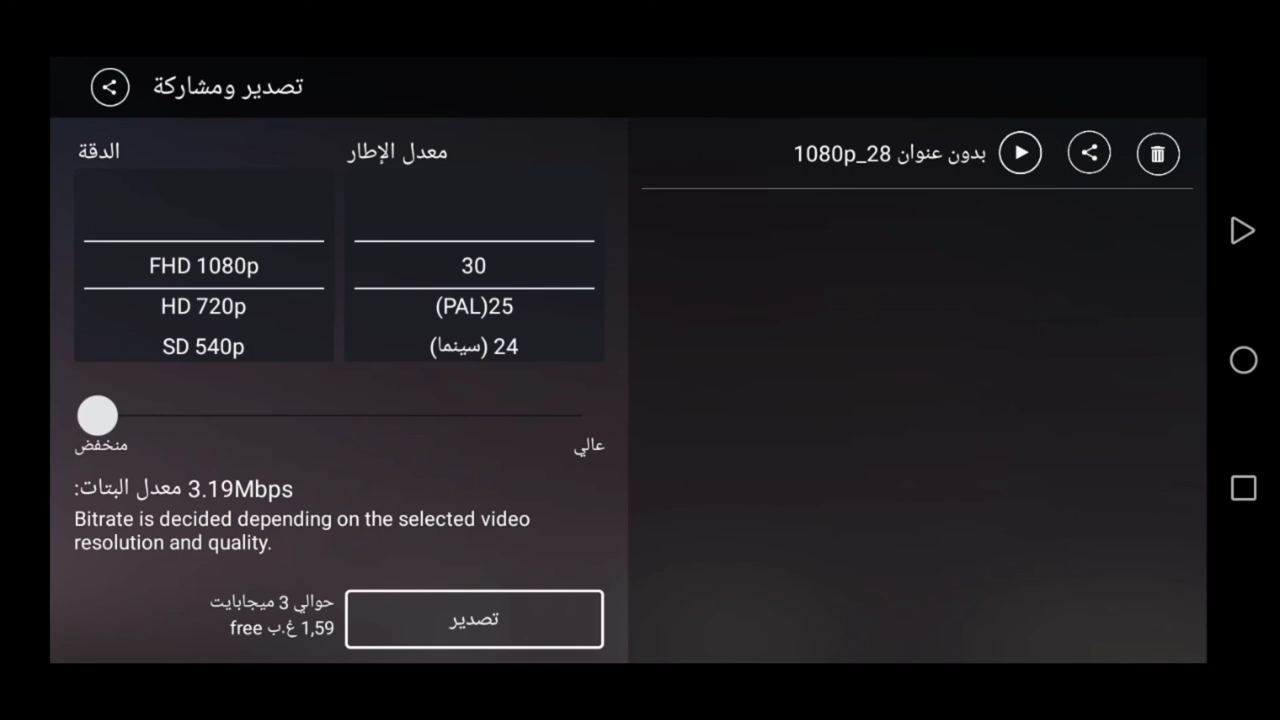 تصدير ومشاركة
الدقة
معدل الإطار
FHD 1080p
HD 720p
SD 540p
30
(PAL)25
24 (سينما)
منخفض
عالي
3.19Mbps معدل البتات:
Bitrate is decided depending on the selected video
resolution and quality.
حوالي 3 ميجابايت
1,59 غ.ب free
تصدير
بدون عنوان 28_1080p